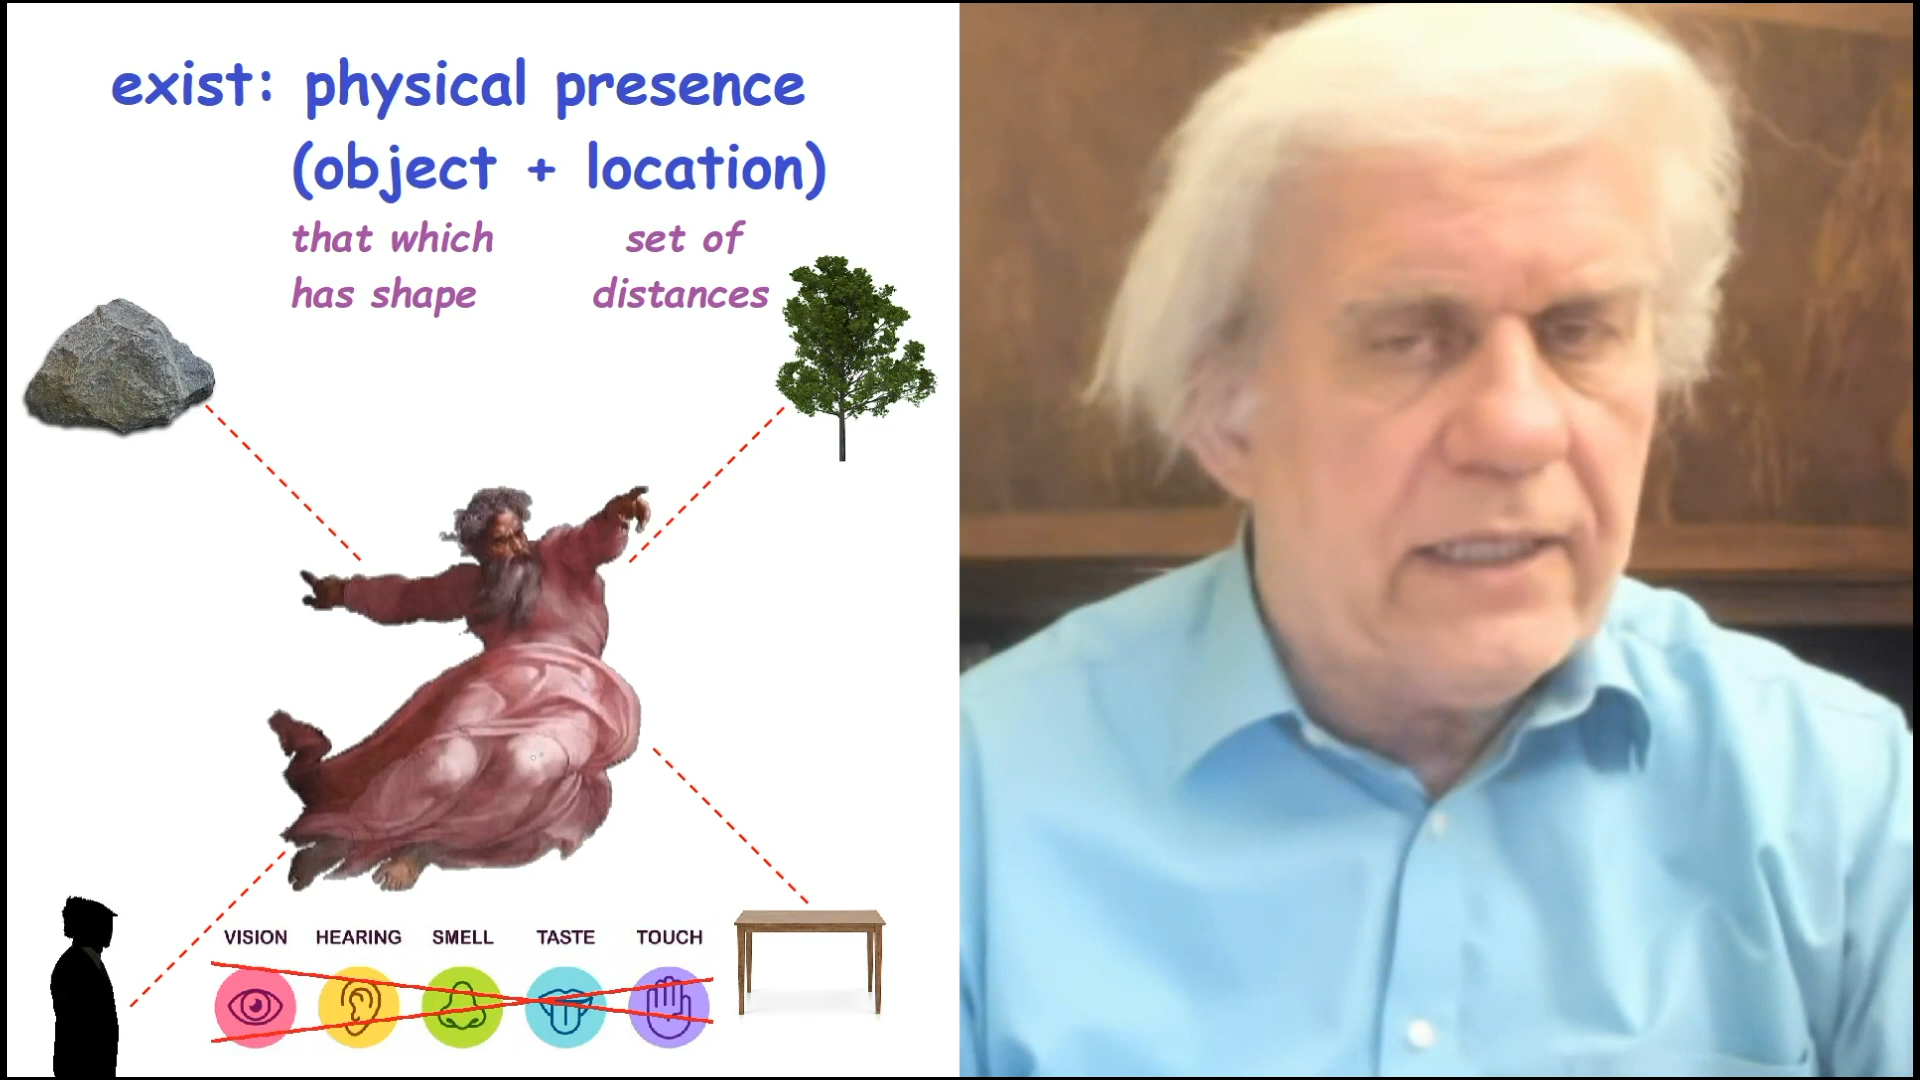 exist: physical presence
(object + location)
that which set of
has shape distances
VISION HEARING SMELL TASTE TOUCH